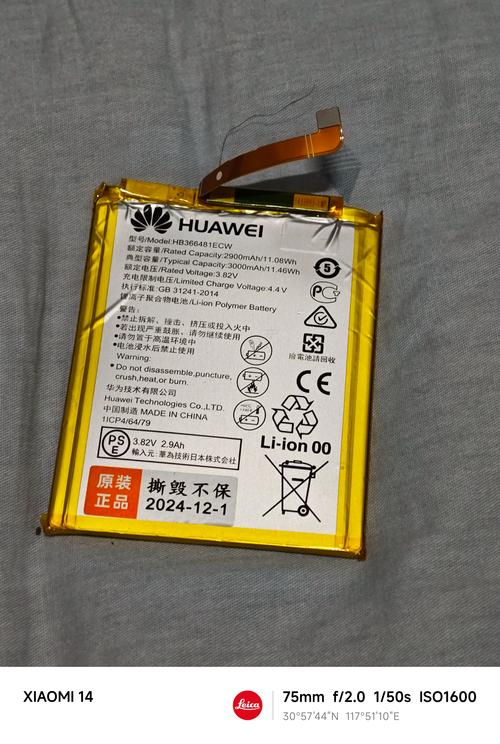 HUAWEI
型号/Model:HB366481ECW
额定容量/Rated Capacity:2900mAh/11.08Wh
典型容量/Typical Capacity:3000mAh/11.46Wh
额定电压/Rated Voltage:3.82V
充电限制电压/Limited Charge Voltage:4.4V
执行标准:GB 31241-2014
锂离子聚合物电池/Li-ion Polymer Battery
警告:
•禁止拆解、撞击、挤压或投入火中
•若出现严重鼓胀、请勿继续使用
•请勿置于高温环境中
•电池浸水后禁止使用
Warning:
•Do not disassemble,puncture,
crush,heat,or burn.
华为技术有限公司
Huawei Technologies Co.,LTD.
中国制造 MADE IN CHINA
1ICP4/64/79
5
廢電池請回收
CE
Li-ion 00
PS
E
3.82V 2.9Ah
輸入元: 華為技術日本株式会社
原装
正品
撕毁不保
2024-12-1
XIAOMI 14
Leica
75mm f/2.0 1/50s ISO1600
30°57'44"N 117°51'10"E